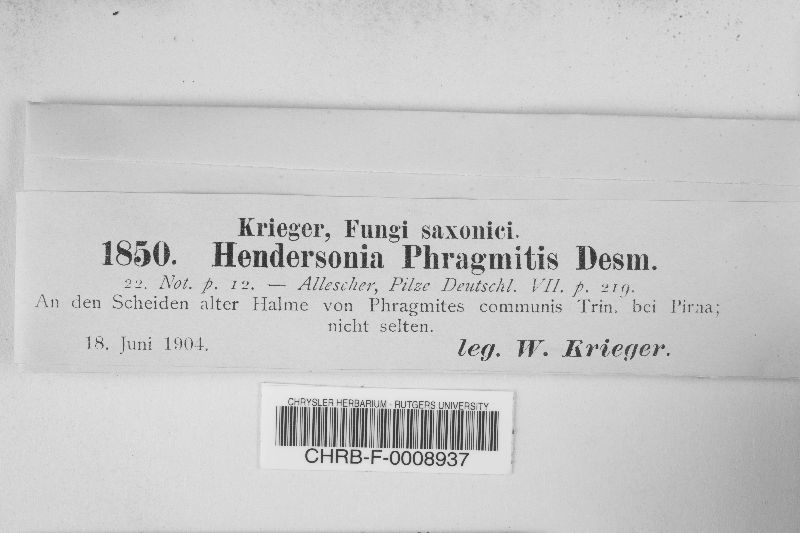 Krieger, Fungi saxonici.
1850. Hendersonia Phragmitis Desm.
22. Not. p. 12. — Allescher, Pilze Deutschl. VII. p. 219.
An den Scheiden alter Halme von Phragmites communis Trin. bei Pirna;
nicht selten.
18. Juni 1904.
leg. W. Krieger.
CHRYSLER HERBARIUM - RUTGERS UNIVERSITY
CHRB-F-0008937